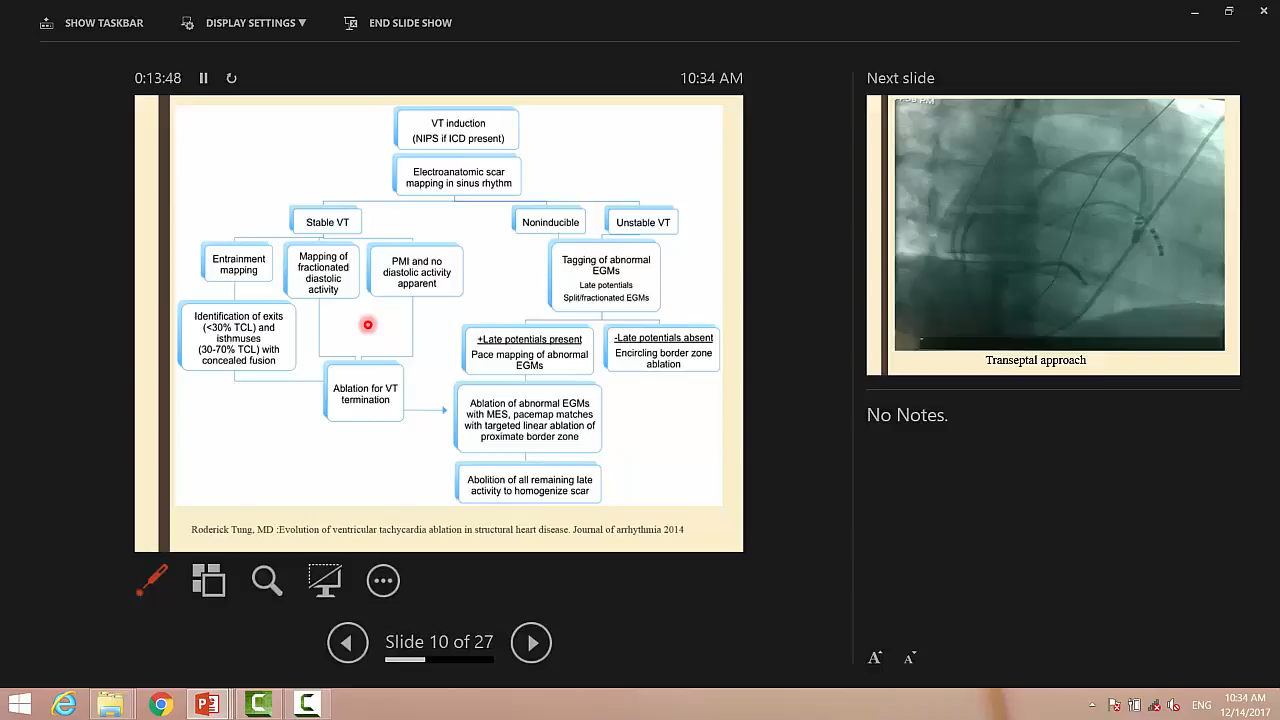 SHOW TASKBAR
DISPLAY SETTINGS ▼
END SLIDE SHOW
0:13:48
10:34 AM
VT induction
(NIPS if ICD present)
Electroanatomic scar
mapping in sinus rhythm
Stable VT
Noninducible
Unstable VT
Entrainment
mapping
Mapping of
fractionated
diastolic
activity
PMI and no
diastolic activity
apparent
Tagging of abnormal
EGMs
Late potentials
Split/fractionated EGMs
Identification of exits
(<30% TCL) and
isthmuses
(30-70% TCL) with
concealed fusion
+Late potentials present
Pace mapping of abnormal
EGMs
-Late potentials absent
Encircling border zone
ablation
Ablation for VT
termination
Ablation of abnormal EGMs
with MES, pacemap matches
with targeted linear ablation of
proximate border zone
Abolition of all remaining late
activity to homogenize scar
Roderick Tung, MD :Evolution of ventricular tachycardia ablation in structural heart disease. Journal of arrhythmia 2014
Slide 10 of 27
Next slide
PM
Transeptal approach
No Notes.
A A
ENG
10:34 AM
12/14/2017